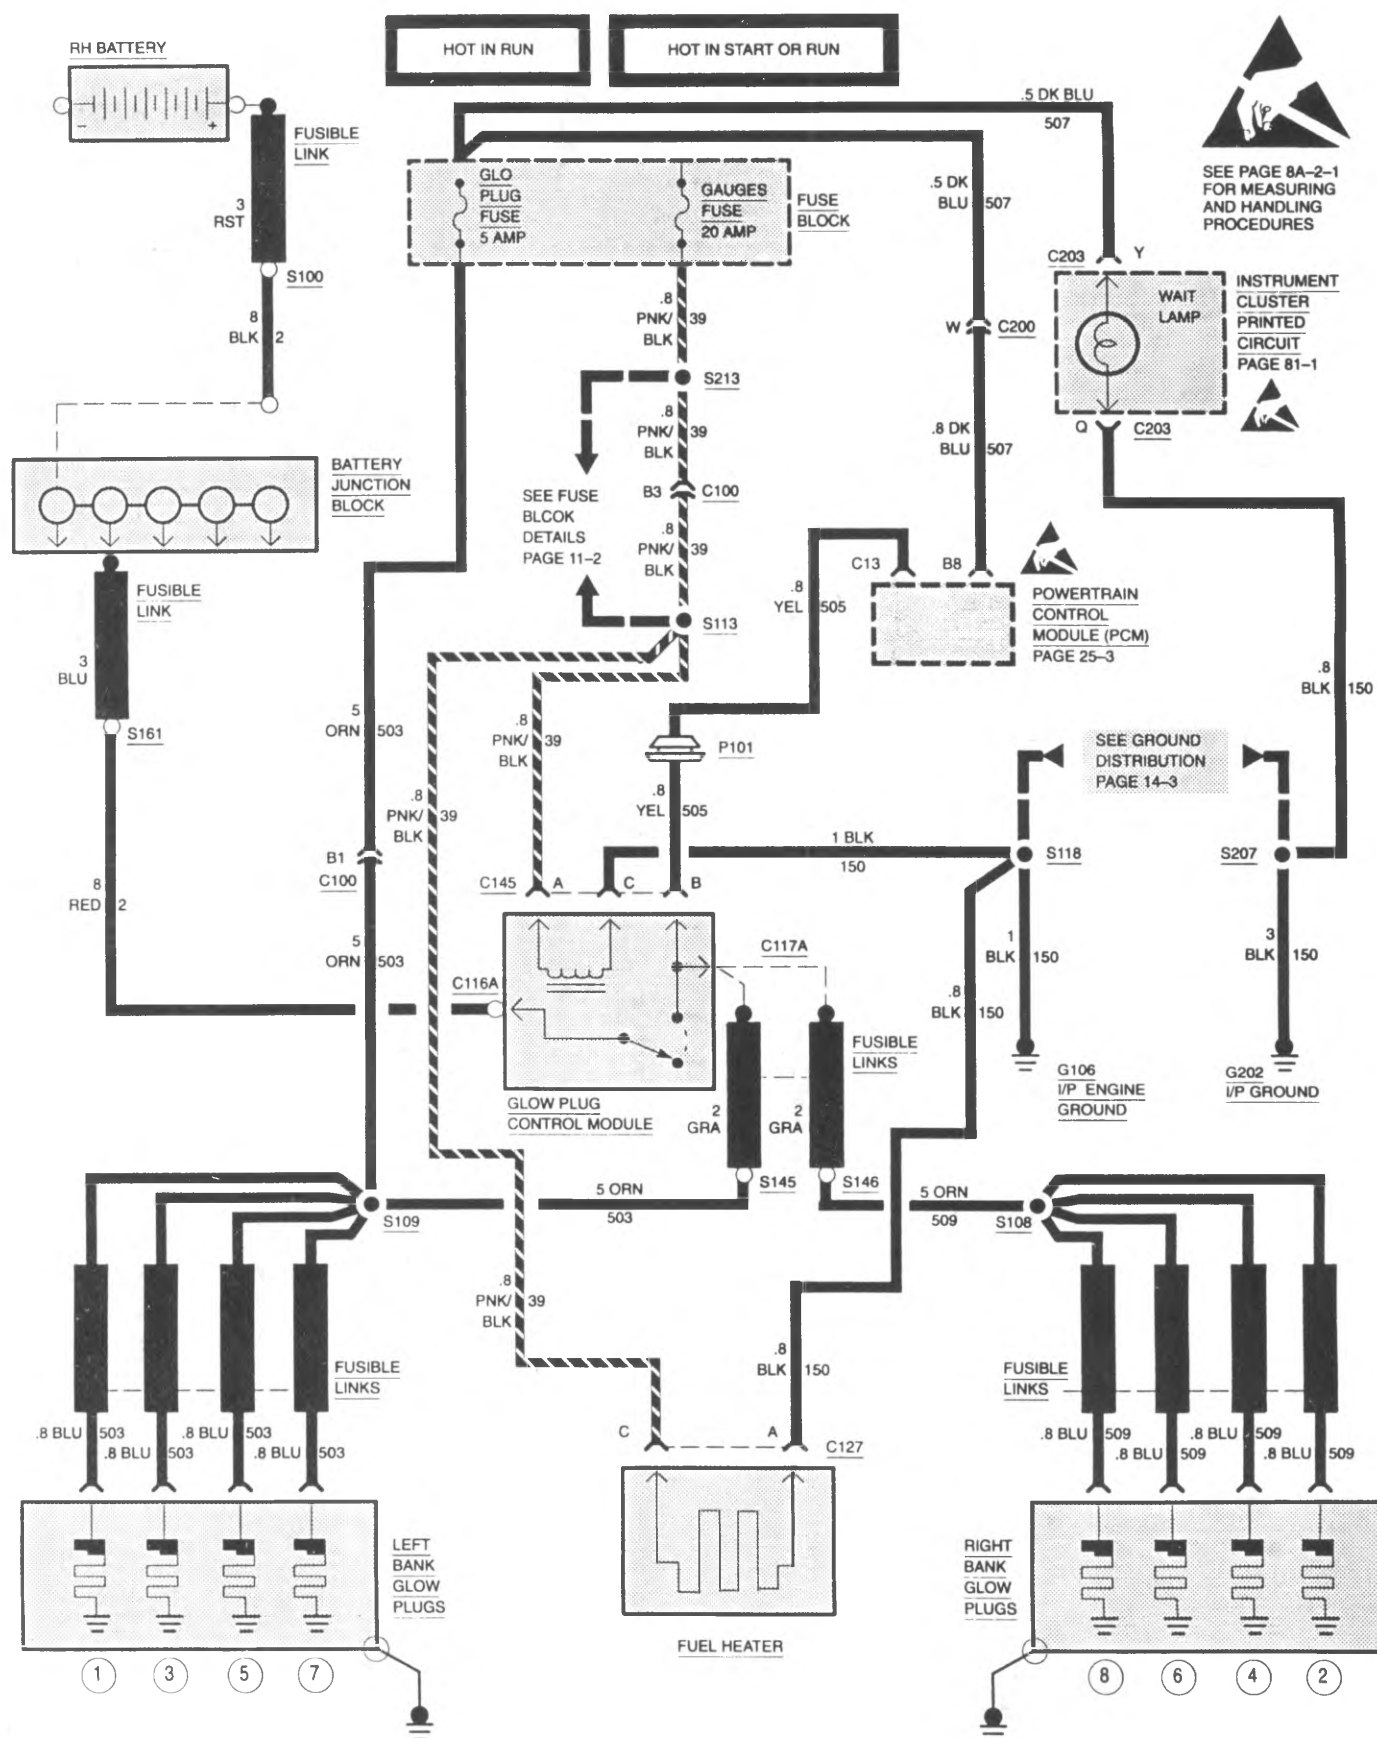 HOT IN RUN
HOT IN START OR RUN
RH BATTERY
- +
FUSIBLE
LINK
3
RST
S100
8
BLK 2
BATTERY
JUNCTION
BLOCK
FUSIBLE
LINK
3
BLU
S161
8
RED 2
GLO
PLUG
FUSE
5 AMP
GAUGES
FUSE
20 AMP
FUSE
BLOCK
.5 DK BLU
507
.5 DK
BLU 507
W C200
.8 DK
BLU 507
SEE PAGE 8A-2-1
FOR MEASURING
AND HANDLING
PROCEDURES
C203 Y
WAIT
LAMP
INSTRUMENT
CLUSTER
PRINTED
CIRCUIT
PAGE 81-1
Q C203
.8
PNK/ 39
BLK
S213
.8
PNK/ 39
BLK
B3 C100
SEE FUSE
BLCOK
DETAILS
PAGE 11-2
.8
PNK/ 39
BLK
S113
C13 B8
.8
YEL 505
POWERTRAIN
CONTROL
MODULE (PCM)
PAGE 25-3
.8
BLK 150
5
ORN 503
.8
PNK/ 39
BLK
P101
SEE GROUND
DISTRIBUTION
PAGE 14-3
.8
PNK/ 39
BLK
.8
YEL 505
1 BLK
150
S118
S207
B1
C100
C145 A C B
5
ORN 503
C116A
C117A
1
BLK 150
3
BLK 150
.8
BLK 150
FUSIBLE
LINKS
G106
I/P ENGINE
GROUND
G202
I/P GROUND
GLOW PLUG
CONTROL MODULE
2
GRA
2
GRA
S145
S146
S109
5 ORN
503
5 ORN
509
S108
.8
PNK/ 39
BLK
FUSIBLE
LINKS
.8
BLK 150
FUSIBLE
LINKS
.8 BLU 503
.8 BLU 503
.8 BLU 503
.8 BLU 503
C A C127
.8 BLU 509
.8 BLU 509
.8 BLU 509
.8 BLU 509
LEFT
BANK
GLOW
PLUGS
FUEL HEATER
RIGHT
BANK
GLOW
PLUGS
1 3 5 7
8 6 4 2